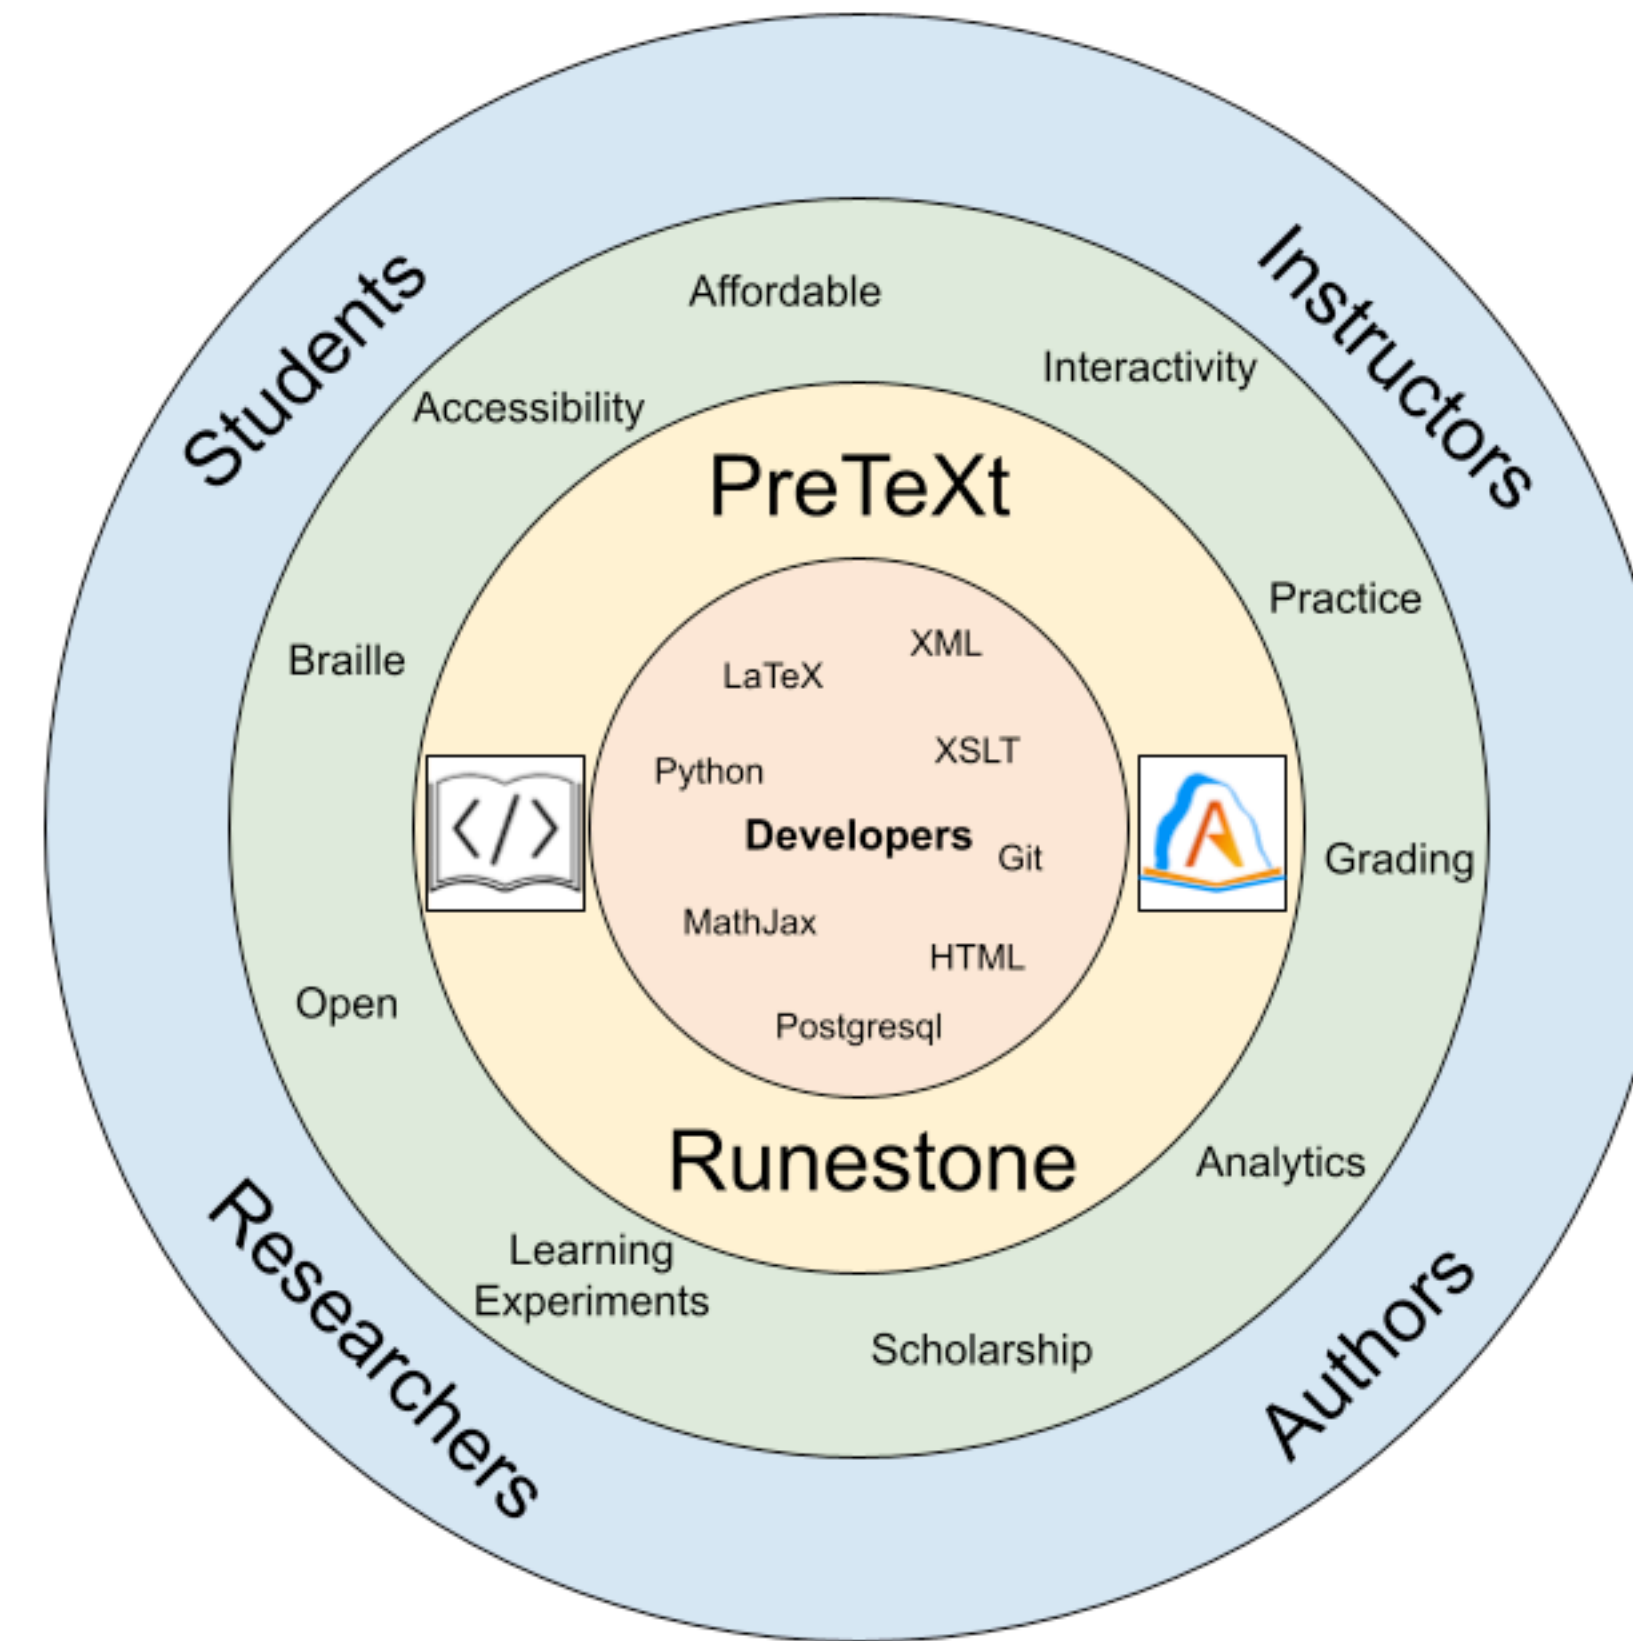 Affordable
Instructors
Students
Interactivity
Accessibility
PreTeXt
Practice
XML
Braille
LaTeX
XSLT
Python
</>
Developers
Git
Grading
MathJax
HTML
Open
Postgresql
Runestone
Analytics
Researchers
Learning
Experiments
Authors
Scholarship